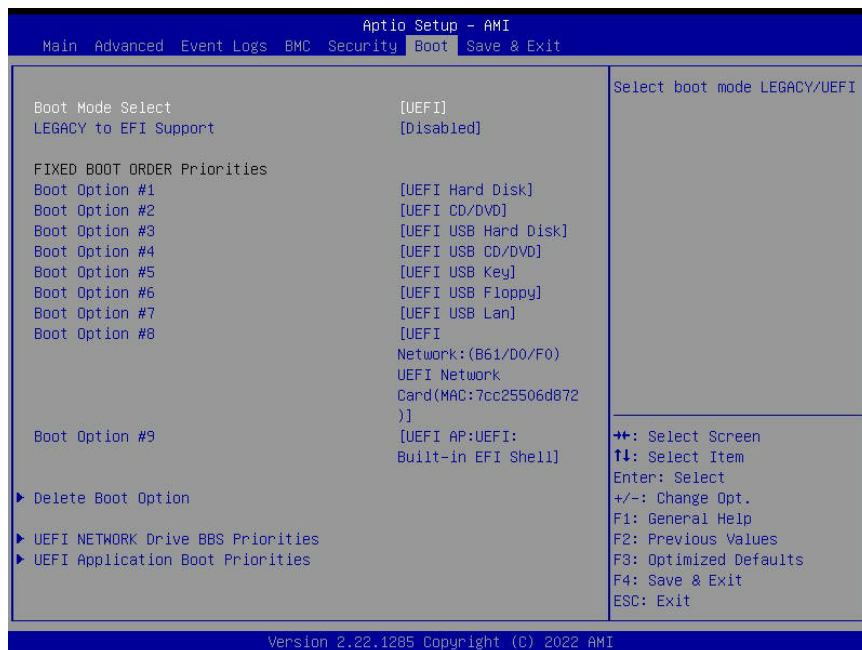 Aptio Setup – AMI
Main Advanced Event Logs BMC Security Boot Save & Exit
Boot Mode Select [UEFI]
LEGACY to EFI Support [Disabled]
FIXED BOOT ORDER Priorities
Boot Option #1 [UEFI Hard Disk]
Boot Option #2 [UEFI CD/DVD]
Boot Option #3 [UEFI USB Hard Disk]
Boot Option #4 [UEFI USB CD/DVD]
Boot Option #5 [UEFI USB Key]
Boot Option #6 [UEFI USB Floppy]
Boot Option #7 [UEFI USB Lan]
Boot Option #8 [UEFI
Network:(B61/D0/F0)
UEFI Network
Card(MAC:7cc25506d872
)]
Boot Option #9 [UEFI AP:UEFI:
Built-in EFI Shell]
Delete Boot Option
UEFI NETWORK Drive BBS Priorities
UEFI Application Boot Priorities
Select boot mode LEGACY/UEFI
→←: Select Screen
↑↓: Select Item
Enter: Select
+/-: Change Opt.
F1: General Help
F2: Previous Values
F3: Optimized Defaults
F4: Save & Exit
ESC: Exit
Version 2.22.1285 Copyright (C) 2022 AMI